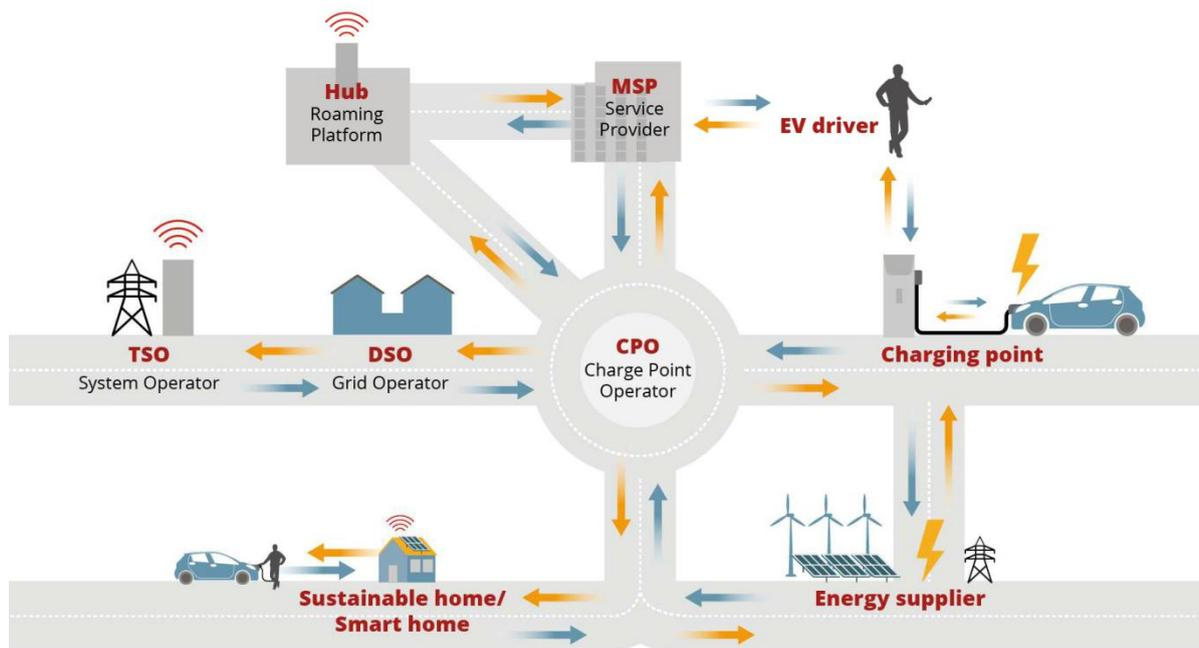 Hub
Roaming
Platform
MSP
Service
Provider
EV driver
TSO
System Operator
DSO
Grid Operator
CPO
Charge Point
Operator
Charging point
Sustainable home/
Smart home
Energy supplier